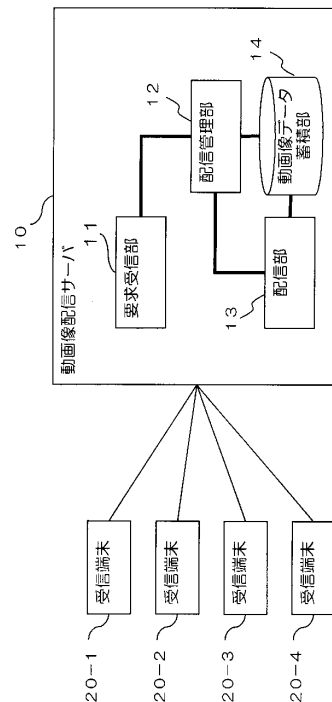 10
動画像配信サーバ
11
要求受信部
12
配信管理部
13
配信部
14
動画像データ
蓄積部
20-1
受信端末
20-2
受信端末
20-3
受信端末
20-4
受信端末